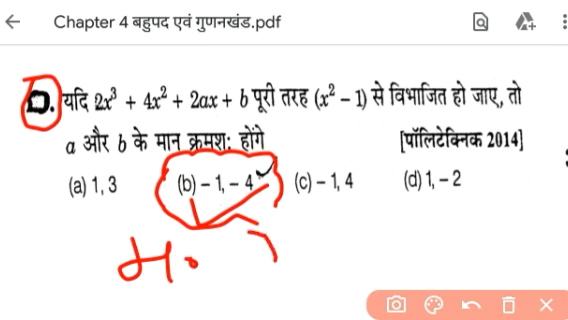 Chapter 4 बहुपद एवं गुणनखंड.pdf
D. यदि 2x³ + 4x² + 2ax + b पूरी तरह (x² – 1) से विभाजित हो जाए, तो
a और b के मान क्रमशः होंगे [पॉलिटेक्निक 2014]
(a) 1, 3 (b) – 1, – 4 (c) – 1, 4 (d) 1, – 2